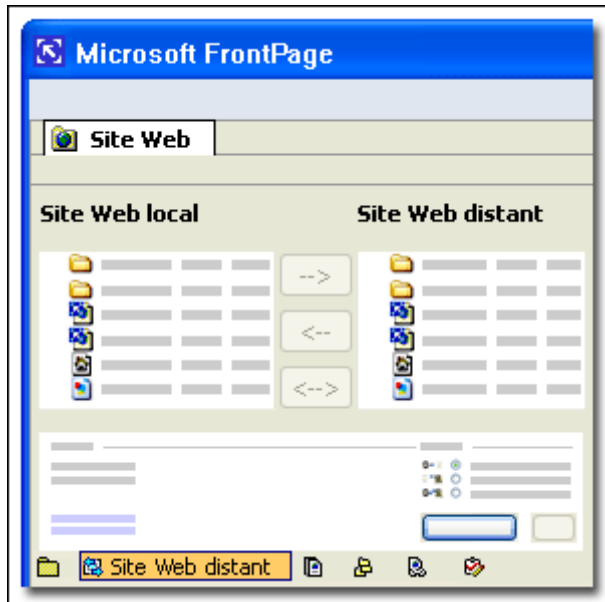 Microsoft FrontPage
Site Web
Site Web local
Site Web distant
-->
<--
<-->
Site Web distant